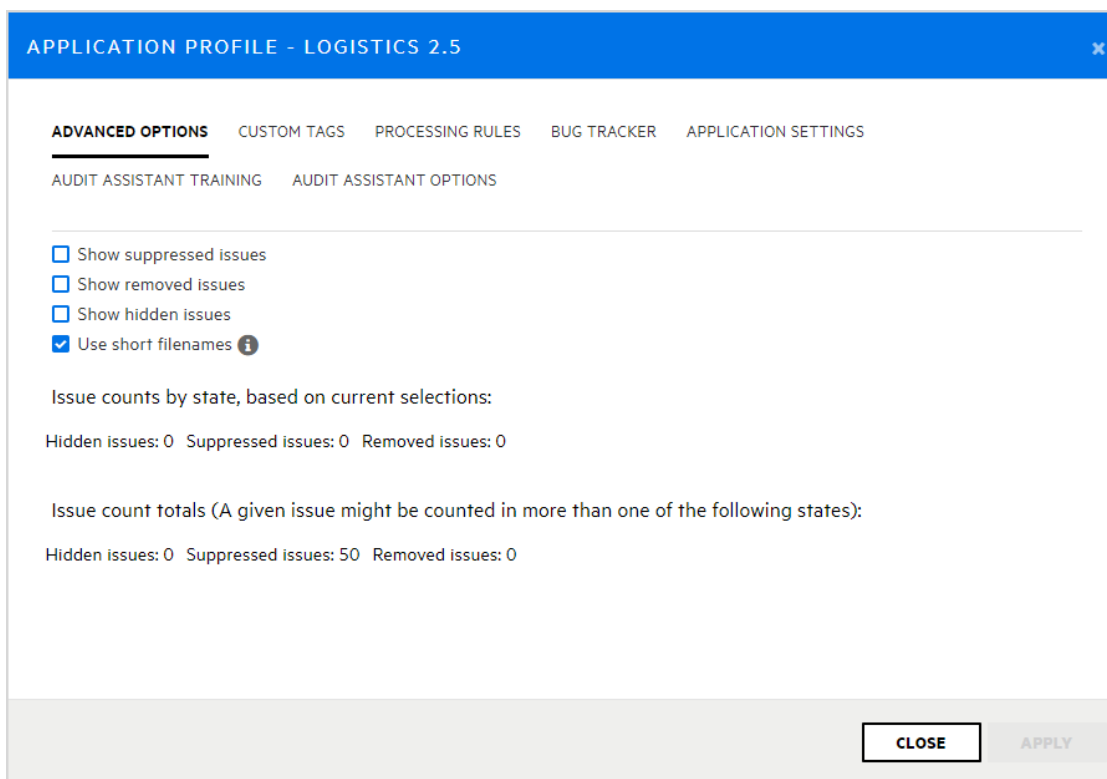 APPLICATION PROFILE - LOGISTICS 2.5
ADVANCED OPTIONS CUSTOM TAGS PROCESSING RULES BUG TRACKER APPLICATION SETTINGS
AUDIT ASSISTANT TRAINING AUDIT ASSISTANT OPTIONS
Show suppressed issues
Show removed issues
Show hidden issues
Use short filenames
Issue counts by state, based on current selections:
Hidden issues: 0 Suppressed issues: 0 Removed issues: 0
Issue count totals (A given issue might be counted in more than one of the following states):
Hidden issues: 0 Suppressed issues: 50 Removed issues: 0
CLOSE APPLY